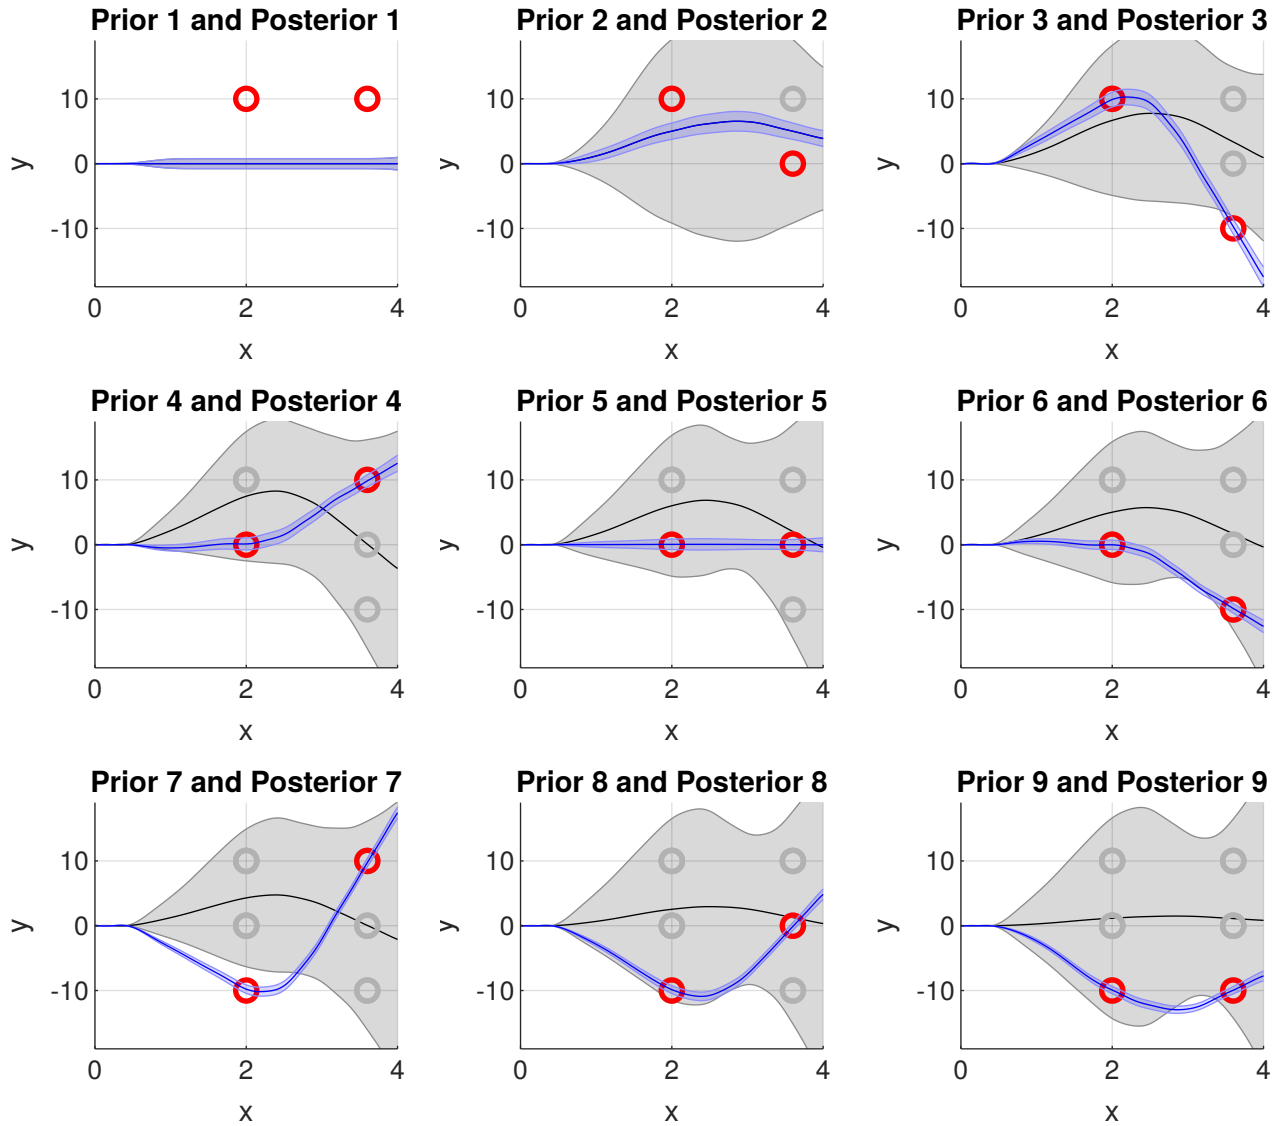 Prior 1 and Posterior 1
Prior 2 and Posterior 2
Prior 3 and Posterior 3
10
0
-10
y
0 2 4
x
10
0
-10
y
0 2 4
x
10
0
-10
y
0 2 4
x
Prior 4 and Posterior 4
Prior 5 and Posterior 5
Prior 6 and Posterior 6
10
0
-10
y
0 2 4
x
10
0
-10
y
0 2 4
x
10
0
-10
y
0 2 4
x
Prior 7 and Posterior 7
Prior 8 and Posterior 8
Prior 9 and Posterior 9
10
0
-10
y
0 2 4
x
10
0
-10
y
0 2 4
x
10
0
-10
y
0 2 4
x